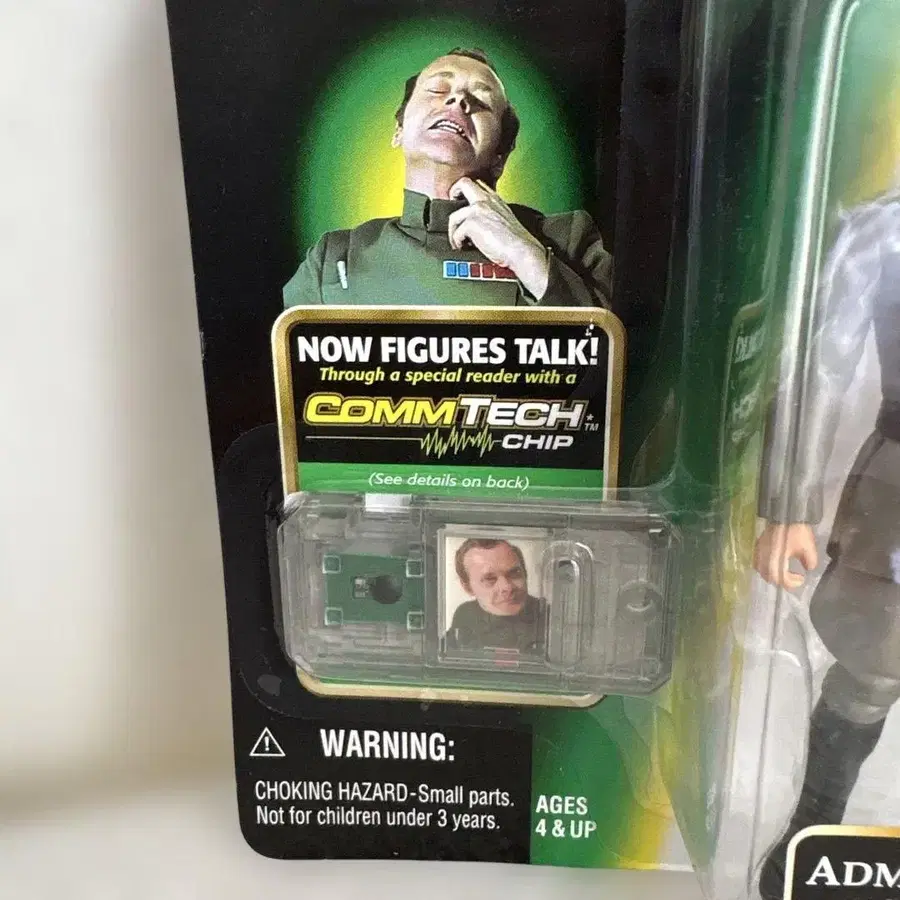 NOW FIGURES TALK!
Through a special reader with a
COMMTECH*™
CHIP
(See details on back)
WARNING:
CHOKING HAZARD-Small parts.
Not for children under 3 years.
AGES
4 & UP
ADM